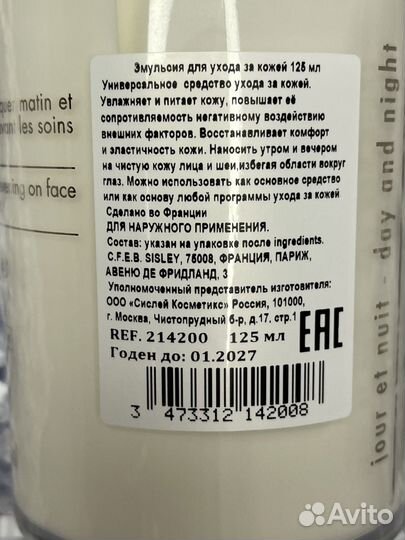 quer matin et
avant les soins
ening on face
Эмульсия для ухода за кожей 125 мл
Универсальное средство ухода за кожей.
Увлажняет и питает кожу, повышает её
сопротивляемость негативному воздействию
внешних факторов. Восстанавливает комфорт
и эластичность кожи. Наносить утром и вечером
на чистую кожу лица и шеи,избегая области вокруг
глаз. Можно использовать как основное средство
или как основу любой программы ухода за кожей
Сделано во Франции
ДЛЯ НАРУЖНОГО ПРИМЕНЕНИЯ.
Состав: указан на упаковке после ingredients.
C.F.E.B. SISLEY, 75008, ФРАНЦИЯ, ПАРИЖ,
АВЕНЮ ДЕ ФРИДЛАНД, 3
Уполномоченный представитель изготовителя:
ООО «Сислей Косметикс» Россия, 101000,
г. Москва, Чистопрудный б-р, д.17, стр.1
EAC
REF. 214200 125 мл
Годен до: 01.2027
3 473312 142008
jour et nuit - day and night
Avito